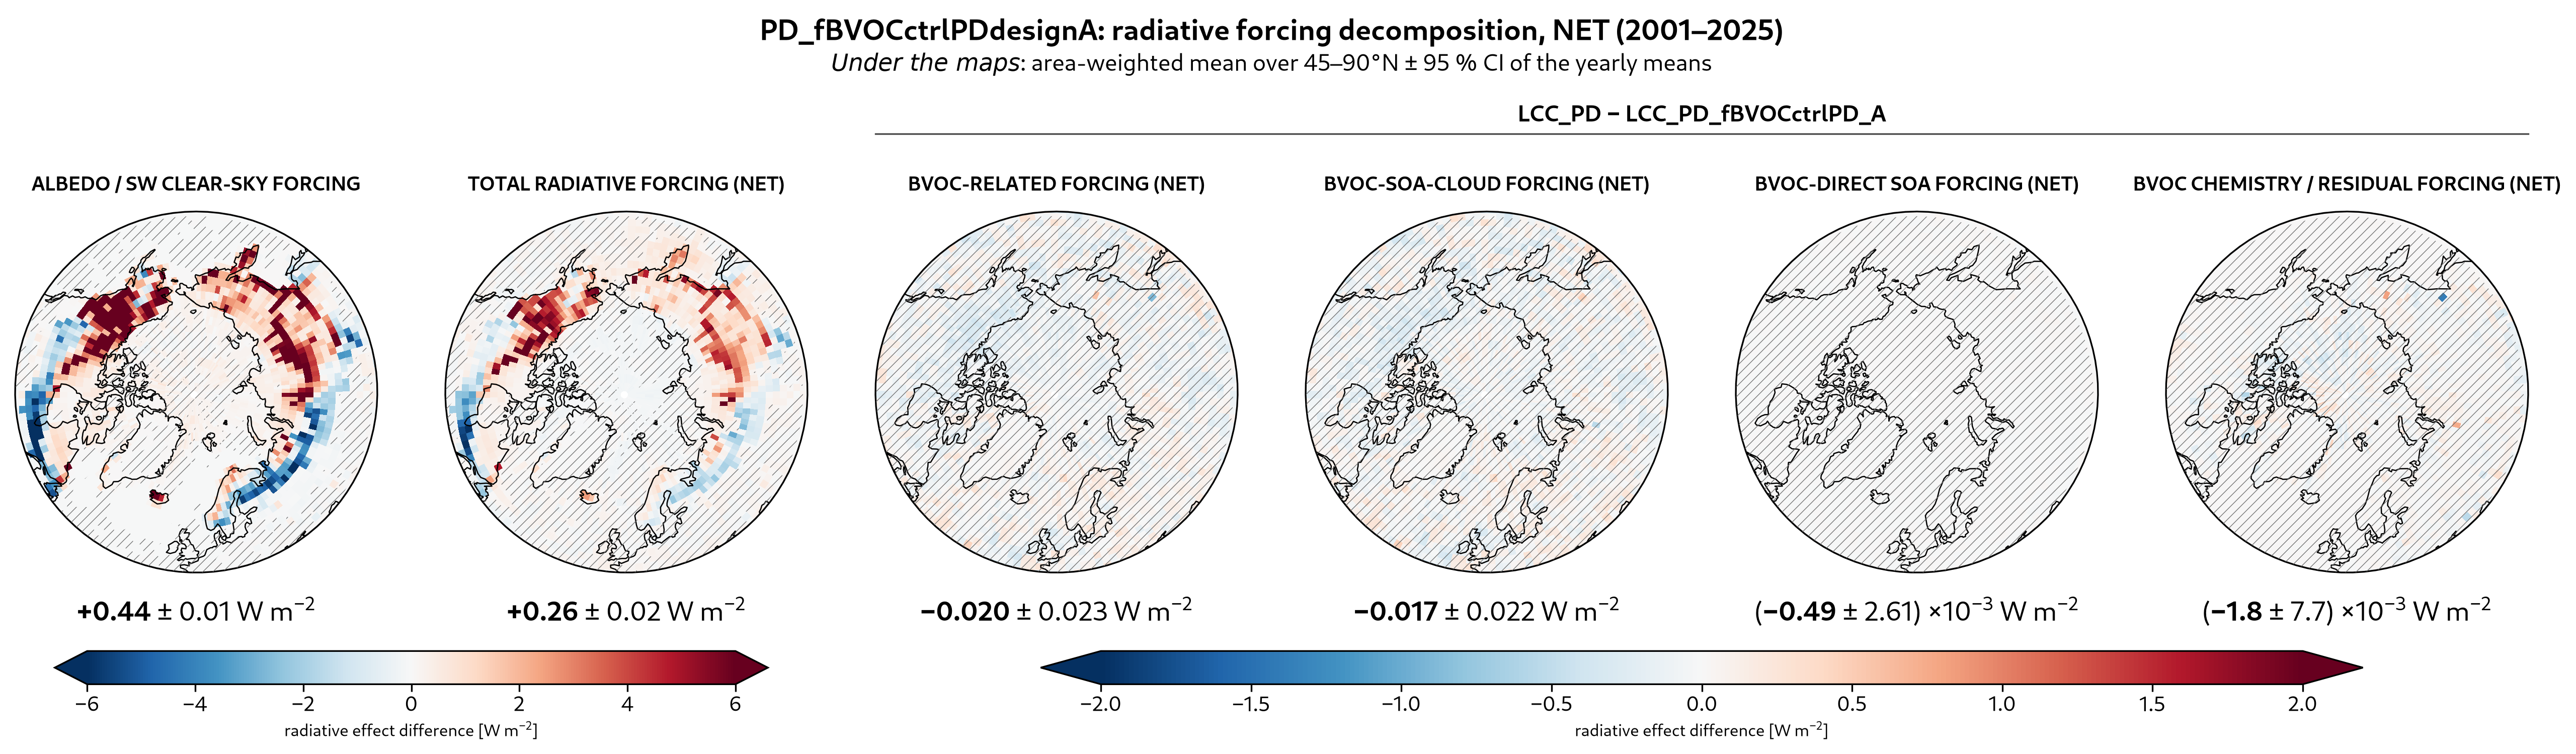 PD_fBVOCctrlPDdesignA: radiative forcing decomposition, NET (2001–2025)
Under the maps: area-weighted mean over 45–90°N ± 95 % CI of the yearly means
LCC_PD − LCC_PD_fBVOCctrlPD_A
ALBEDO / SW CLEAR-SKY FORCING
TOTAL RADIATIVE FORCING (NET)
BVOC-RELATED FORCING (NET)
BVOC-SOA-CLOUD FORCING (NET)
BVOC-DIRECT SOA FORCING (NET)
BVOC CHEMISTRY / RESIDUAL FORCING (NET)
+0.44 ± 0.01 W m⁻²
+0.26 ± 0.02 W m⁻²
−0.020 ± 0.023 W m⁻²
−0.017 ± 0.022 W m⁻²
(−0.49 ± 2.61) ×10⁻³ W m⁻²
(−1.8 ± 7.7) ×10⁻³ W m⁻²
−6 −4 −2 0 2 4 6
radiative effect difference [W m⁻²]
−2.0 −1.5 −1.0 −0.5 0.0 0.5 1.0 1.5 2.0
radiative effect difference [W m⁻²]